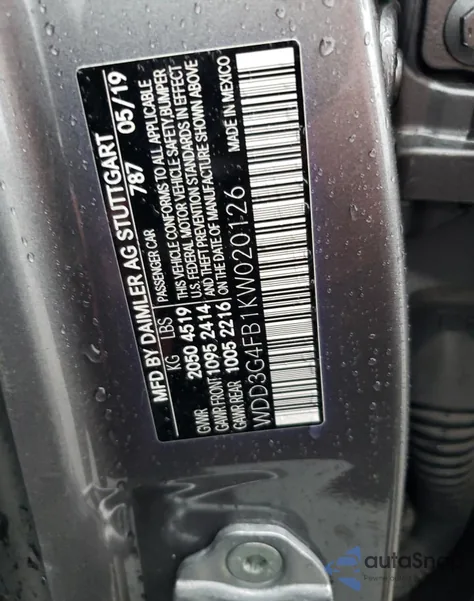 MFD BY DAIMLER AG STUTTGART
787 05/19
KG LBS PASSENGER CAR
GVWR 2050 4519 THIS VEHICLE CONFORMS TO ALL APPLICABLE
GAWR FRONT 1095 2414 U.S. FEDERAL MOTOR VEHICLE SAFETY,BUMPER
GAWR REAR 1005 2216 AND THEFT PREVENTION STANDARDS IN EFFECT
ON THE DATE OF MANUFACTURE SHOWN ABOVE
WDD3G4FB1KW020126 MADE IN MEXICO